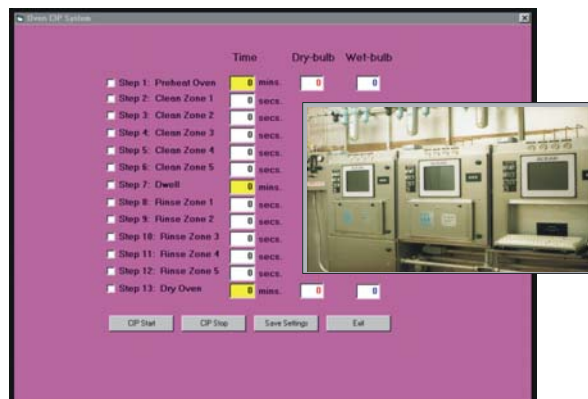 Oven CIP System
Time Dry-bulb Wet-bulb
Step 1: Preheat Oven 0 mins. 0 0
Step 2: Clean Zone 1 0 secs.
Step 3: Clean Zone 2 0 secs.
Step 4: Clean Zone 3 0 secs.
Step 5: Clean Zone 4 0 secs.
Step 6: Clean Zone 5 0 secs.
Step 7: Dwell 0 mins.
Step 8: Rinse Zone 1 0 secs.
Step 9: Rinse Zone 2 0 secs.
Step 10: Rinse Zone 3 0 secs.
Step 11: Rinse Zone 4 0 secs.
Step 12: Rinse Zone 5 0 secs.
Step 13: Dry Oven 0 mins. 0 0
CIP Start CIP Stop Save Settings Exit